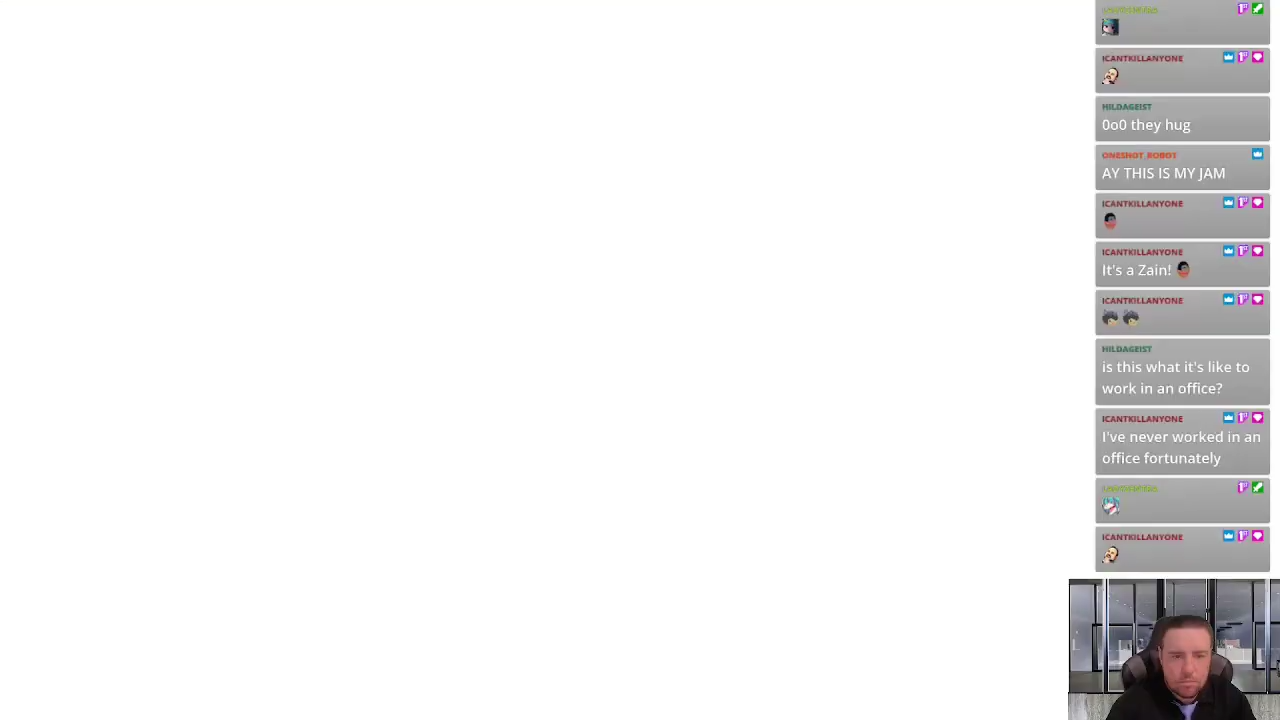 ICANTKILLANYONE
HILDAGEIST
0o0 they hug
ONESHOT_ROBOT
AY THIS IS MY JAM
ICANTKILLANYONE
ICANTKILLANYONE
It's a Zain!
ICANTKILLANYONE
HILDAGEIST
is this what it's like to
work in an office?
ICANTKILLANYONE
I've never worked in an
office fortunately
ICANTKILLANYONE